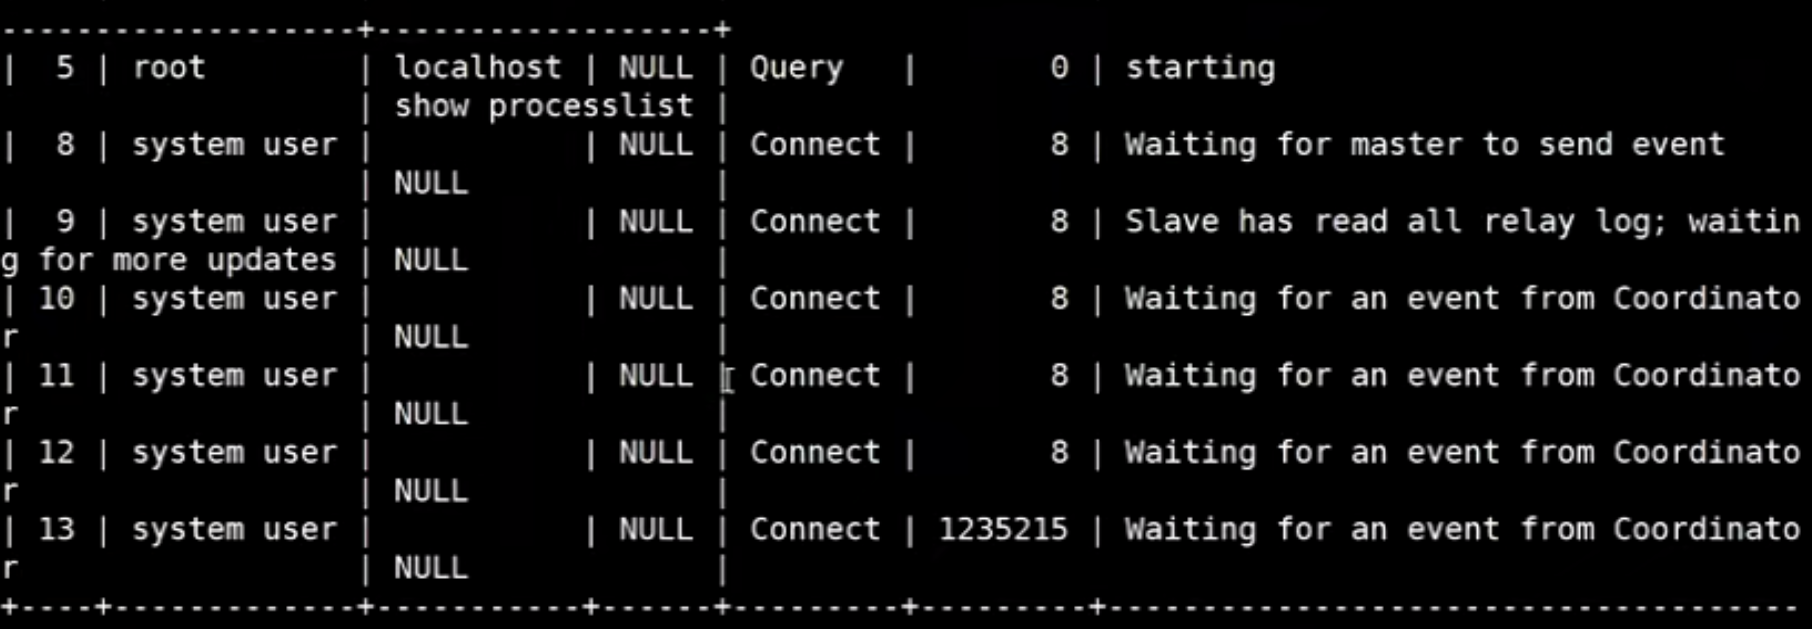 -------------------+------------------+
|  5 | root        | localhost | NULL | Query   |       0 | starting
                   | show processlist |
|  8 | system user |           | NULL | Connect |       8 | Waiting for master to send event
                   | NULL             |
|  9 | system user |           | NULL | Connect |       8 | Slave has read all relay log; waitin
g for more updates | NULL             |
| 10 | system user |           | NULL | Connect |       8 | Waiting for an event from Coordinato
r                  | NULL             |
| 11 | system user |           | NULL | Connect |       8 | Waiting for an event from Coordinato
r                  | NULL             |
| 12 | system user |           | NULL | Connect |       8 | Waiting for an event from Coordinato
r                  | NULL             |
| 13 | system user |           | NULL | Connect | 1235215 | Waiting for an event from Coordinato
r                  | NULL             |
+----+-------------+-----------+------+---------+---------+--------------------------------------